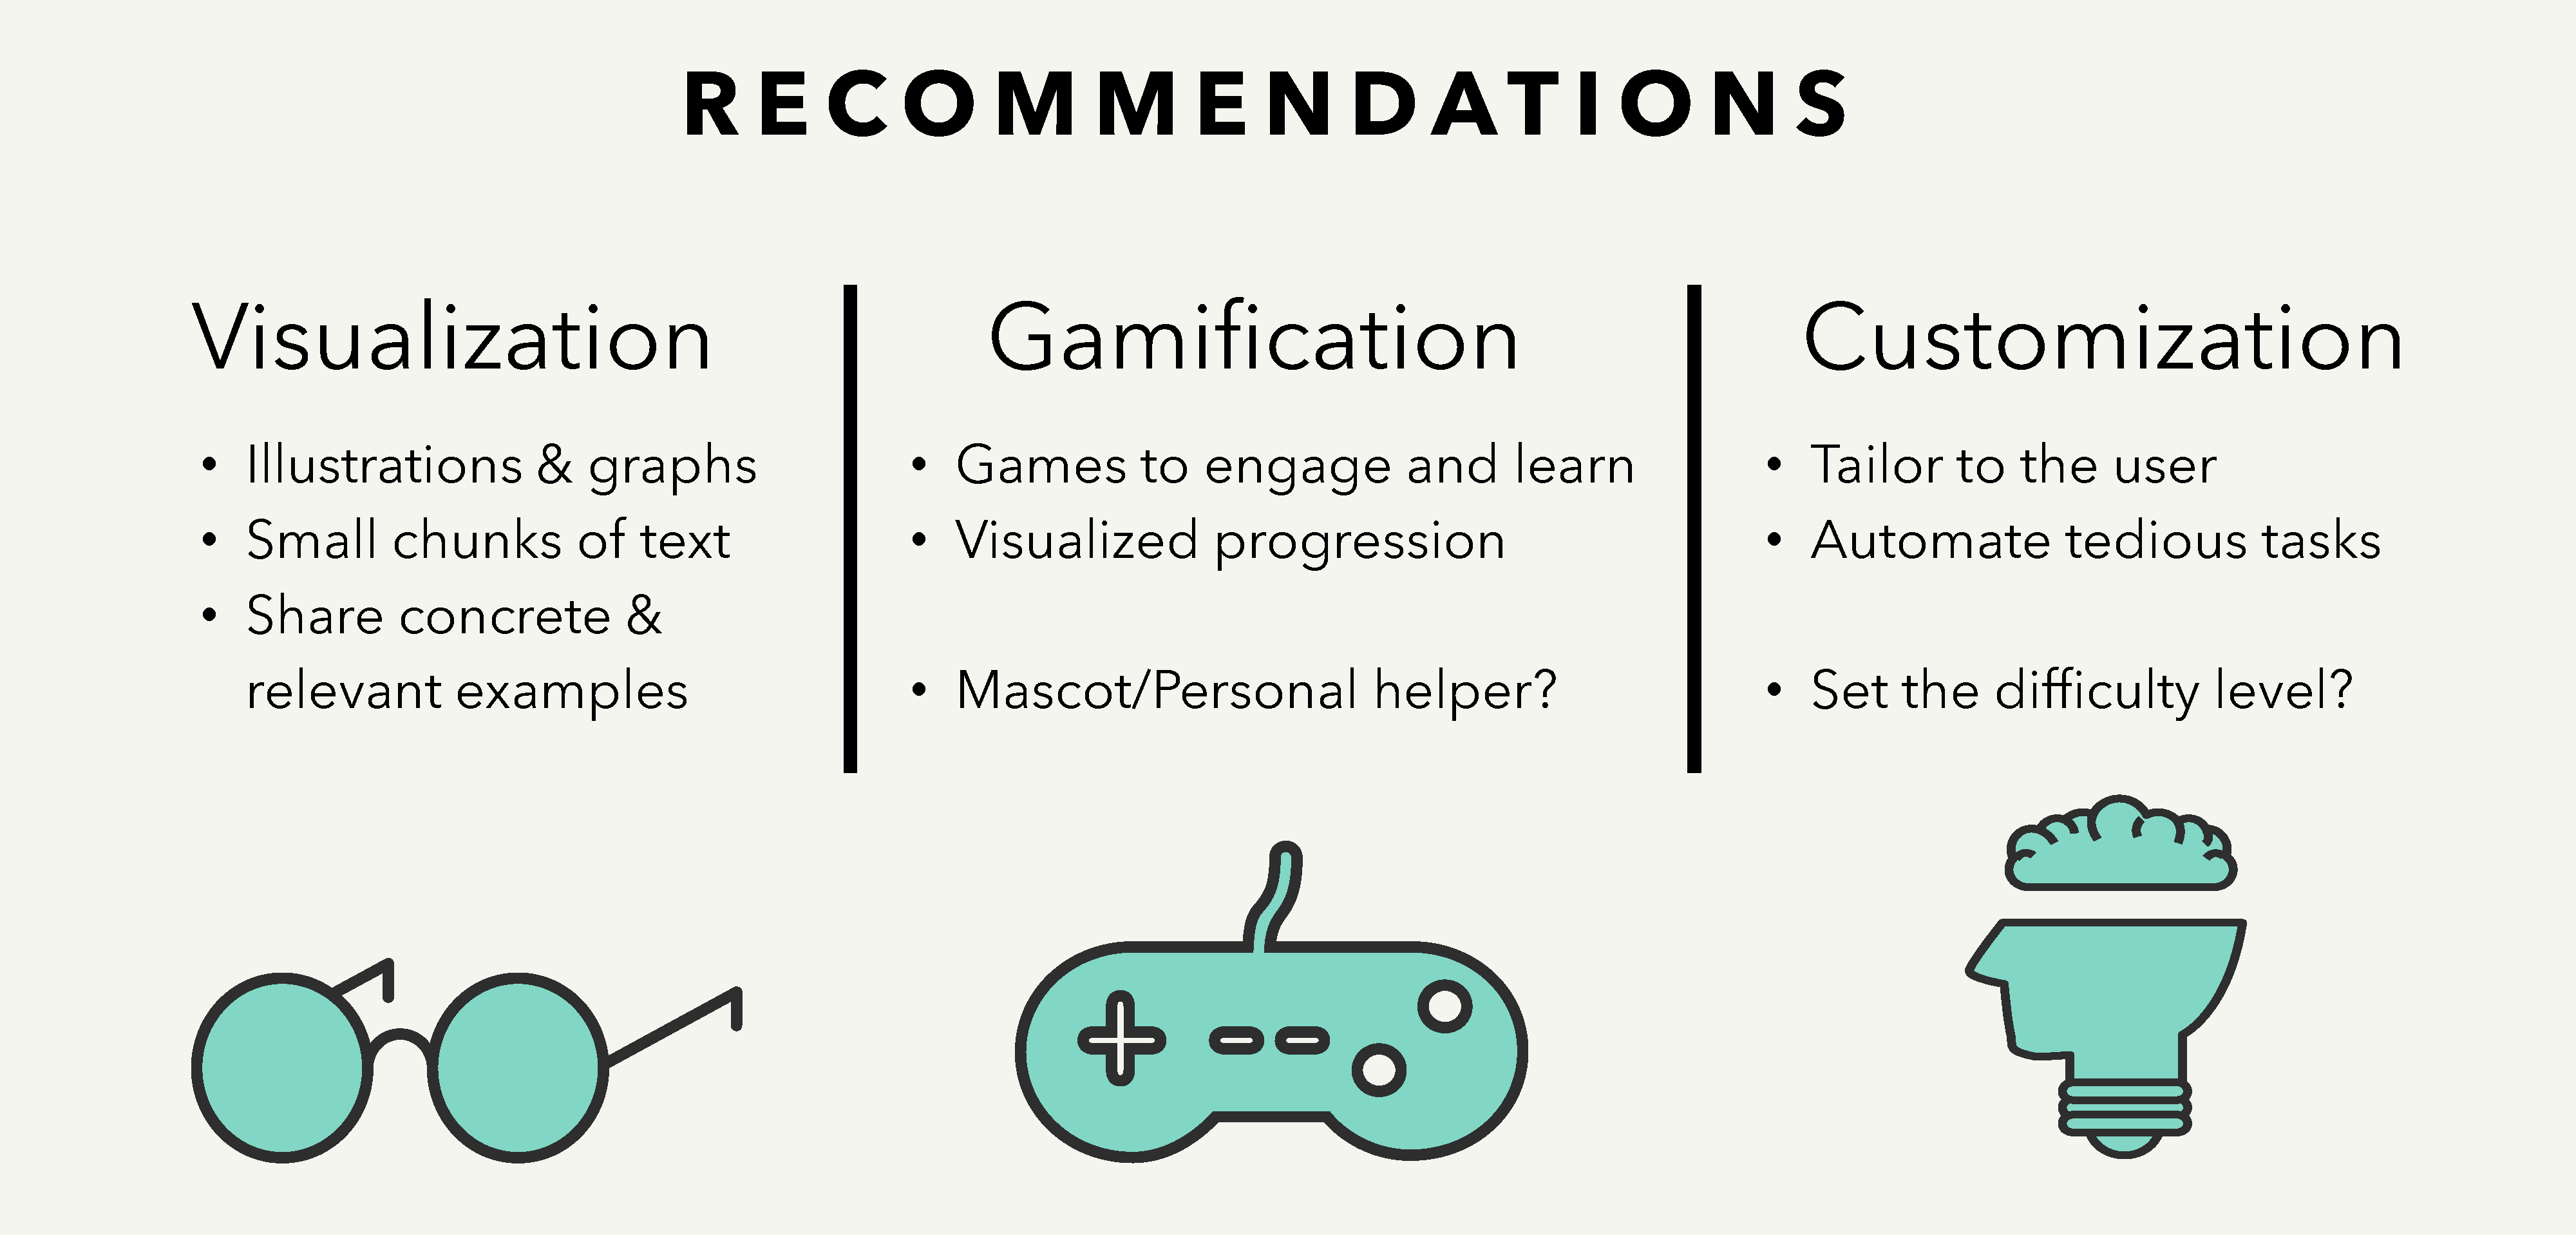 RECOMMENDATIONS
Visualization
• Illustrations & graphs
• Small chunks of text
• Share concrete &
relevant examples
Gamification
• Games to engage and learn
• Visualized progression
• Mascot/Personal helper?
Customization
• Tailor to the user
• Automate tedious tasks
• Set the difficulty level?